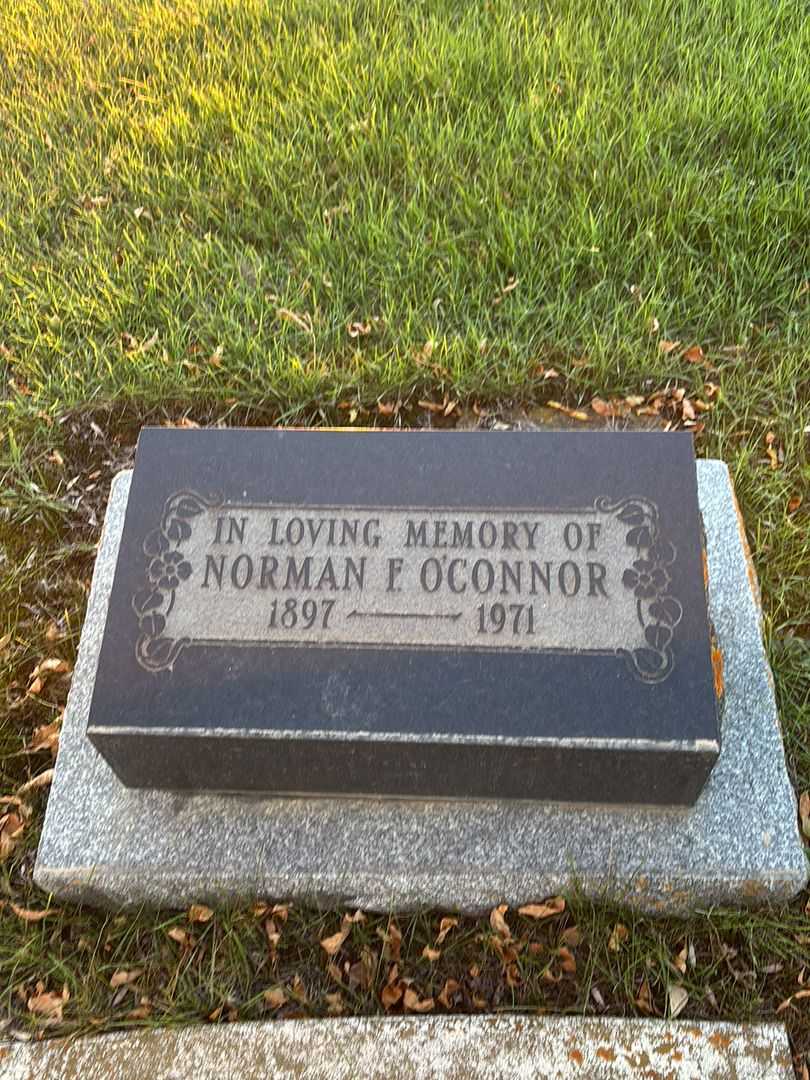 IN LOVING MEMORY OF
NORMAN F. O'CONNOR
1897 — 1971